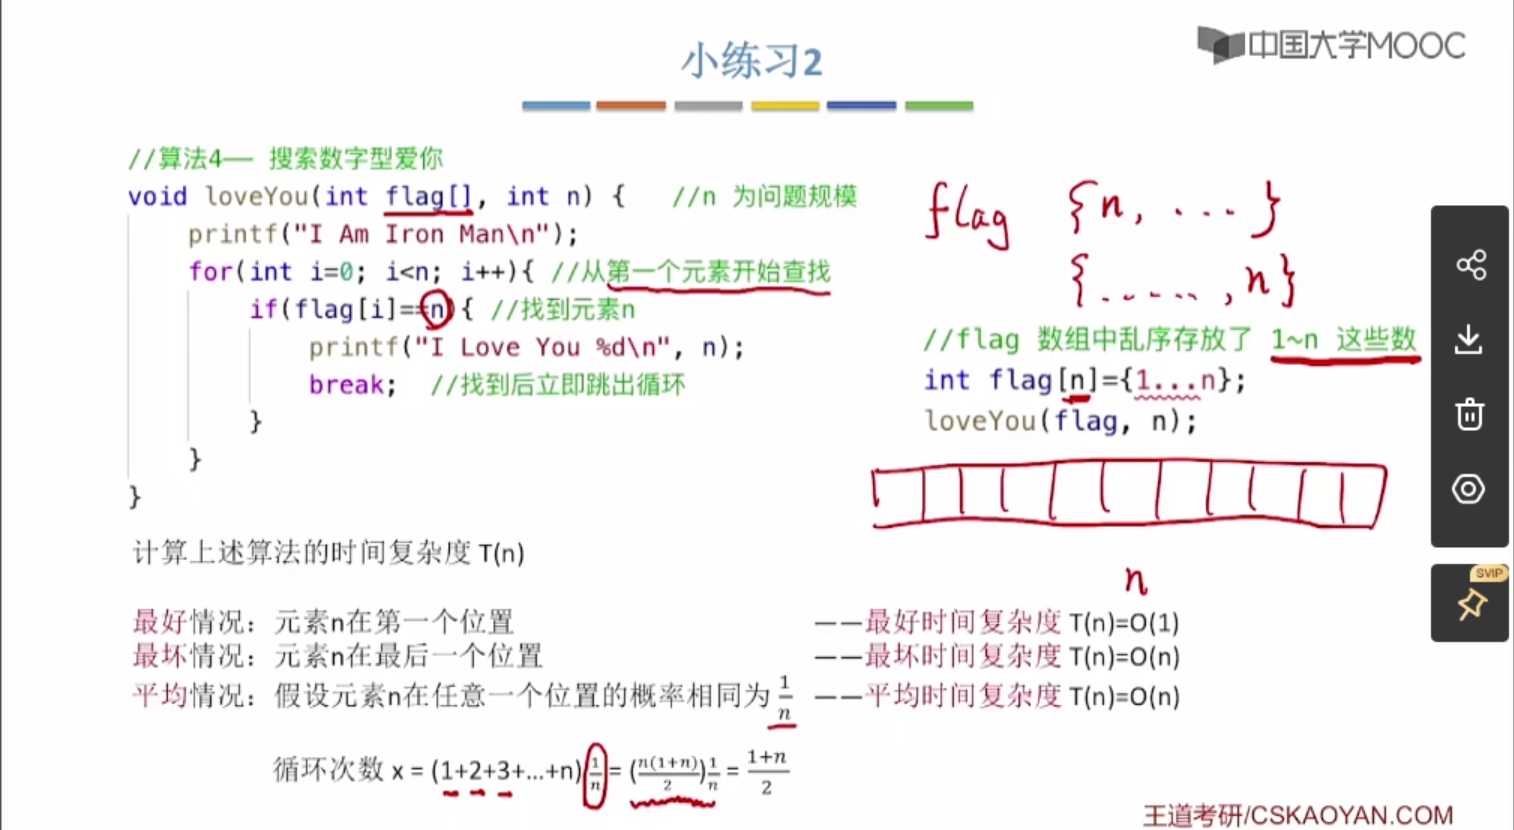 中国大学MOOC
小练习2
//算法4—— 搜索数字型爱你
void loveYou(int flag[], int n) {    //n 为问题规模
    printf("I Am Iron Man\n");
    for(int i=0; i<n; i++){ //从第一个元素开始查找
        if(flag[i]==n){ //找到元素n
            printf("I Love You %d\n", n);
            break;  //找到后立即跳出循环
        }
    }
}
flag {n, ....}
{......, n}
//flag 数组中乱序存放了 1~n 这些数
int flag[n]={1...n};
loveYou(flag, n);
n
计算上述算法的时间复杂度 T(n)
最好情况：元素n在第一个位置 ——最好时间复杂度 T(n)=O(1)
最坏情况：元素n在最后一个位置 ——最坏时间复杂度 T(n)=O(n)
平均情况：假设元素n在任意一个位置的概率相同为 1/n ——平均时间复杂度 T(n)=O(n)
循环次数 x = (1+2+3+...+n) 1/n = (n(1+n)/2) 1/n = (1+n)/2
SVIP
王道考研/CSKAOYAN.COM